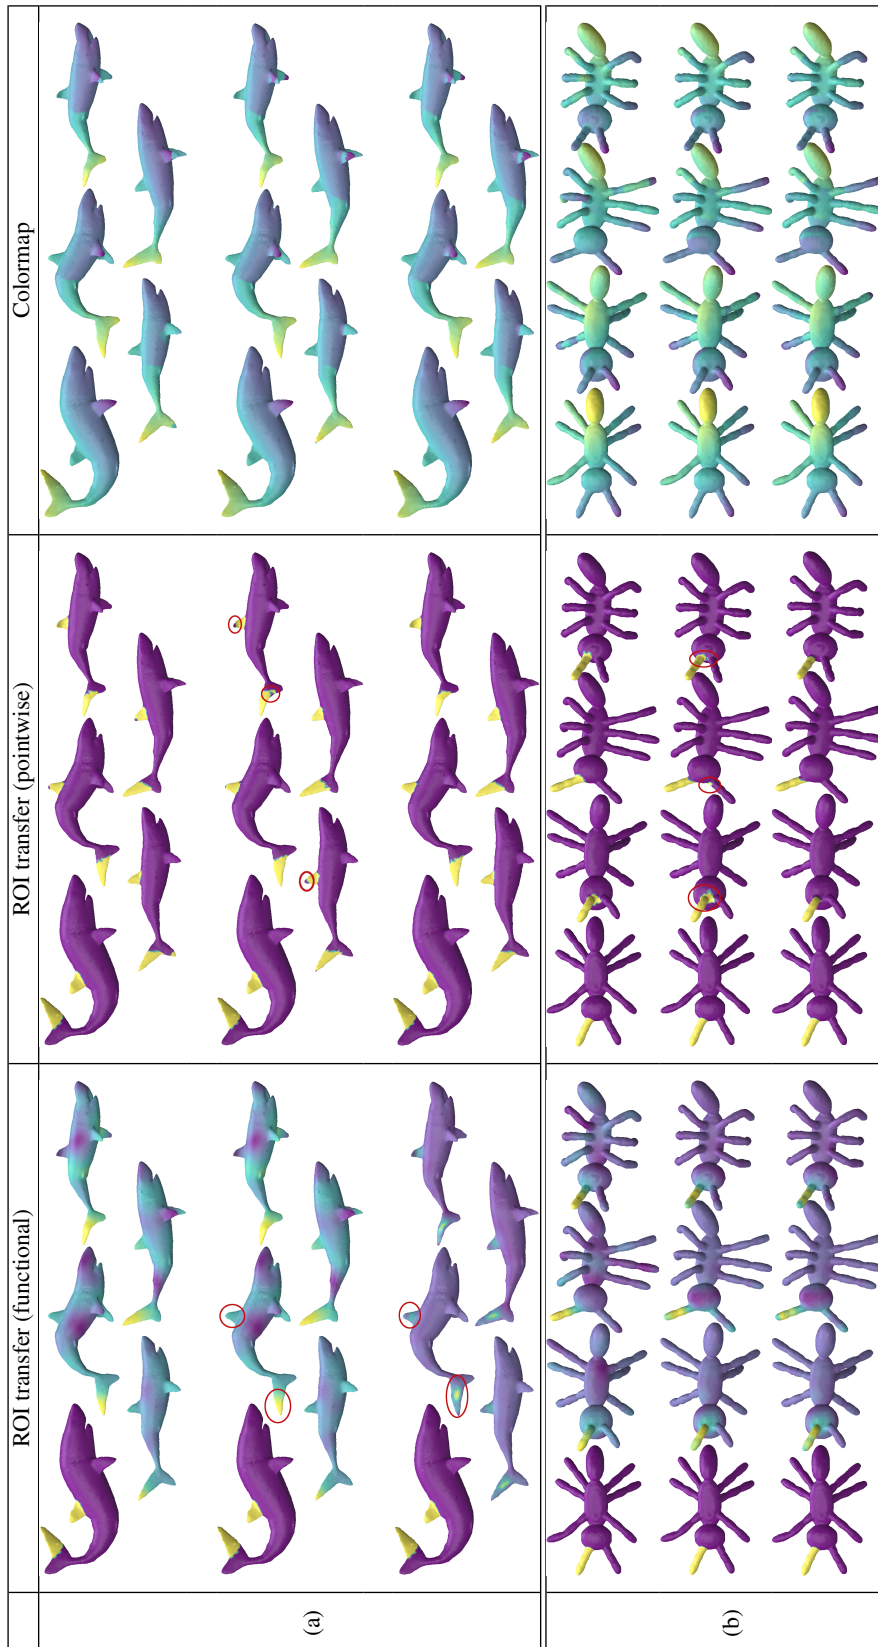 ROI transfer (functional)
ROI transfer (pointwise)
Colormap
(a)
(b)